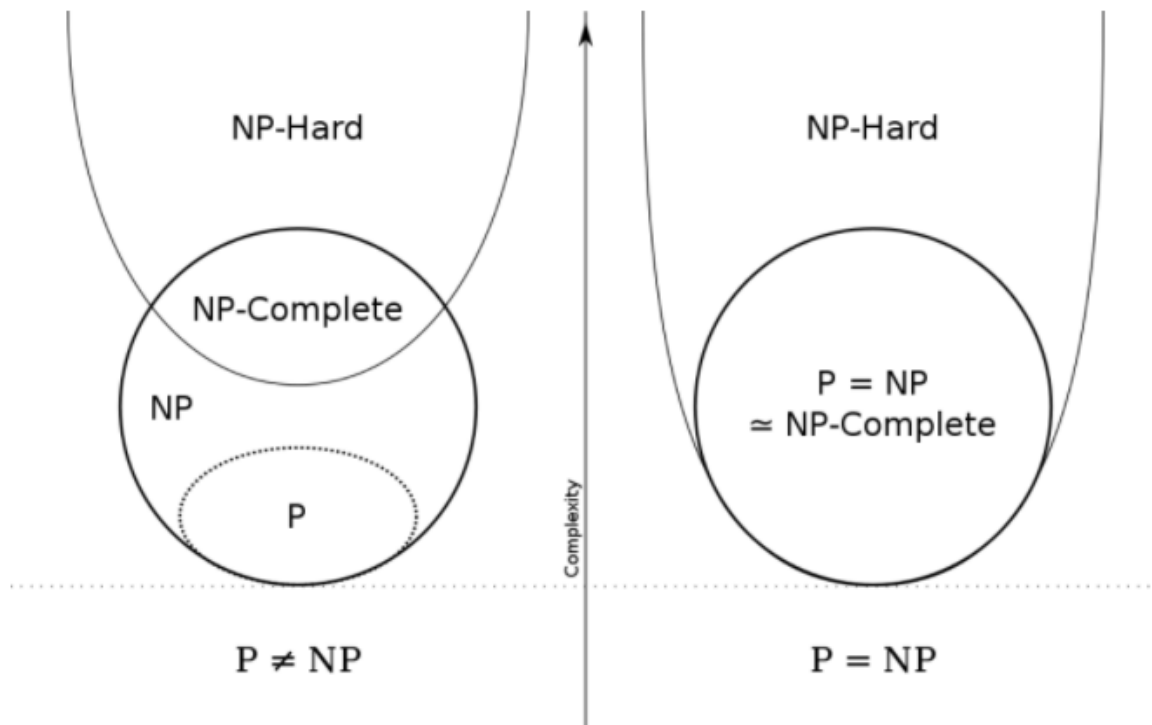 NP-Hard
NP-Complete
NP
P
P ≠ NP
Complexity
NP-Hard
P = NP
≃ NP-Complete
P = NP